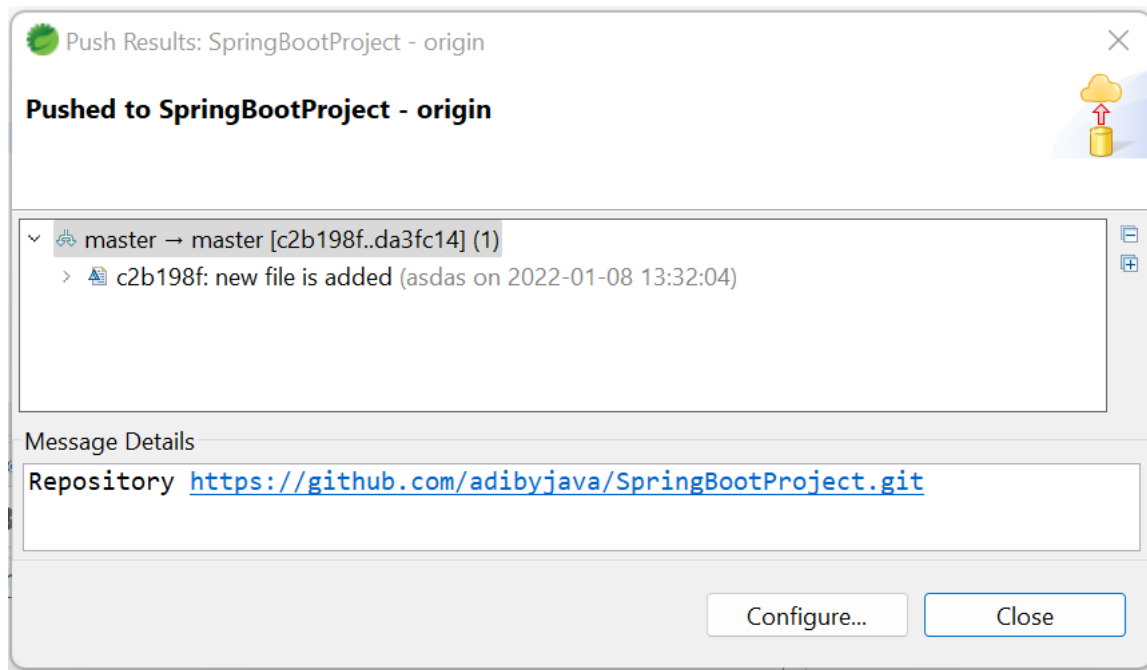 Push Results: SpringBootProject - origin
Pushed to SpringBootProject - origin
master → master [c2b198f..da3fc14] (1)
c2b198f: new file is added (asdas on 2022-01-08 13:32:04)
Message Details
Repository https://github.com/adibyjava/SpringBootProject.git
Configure...
Close